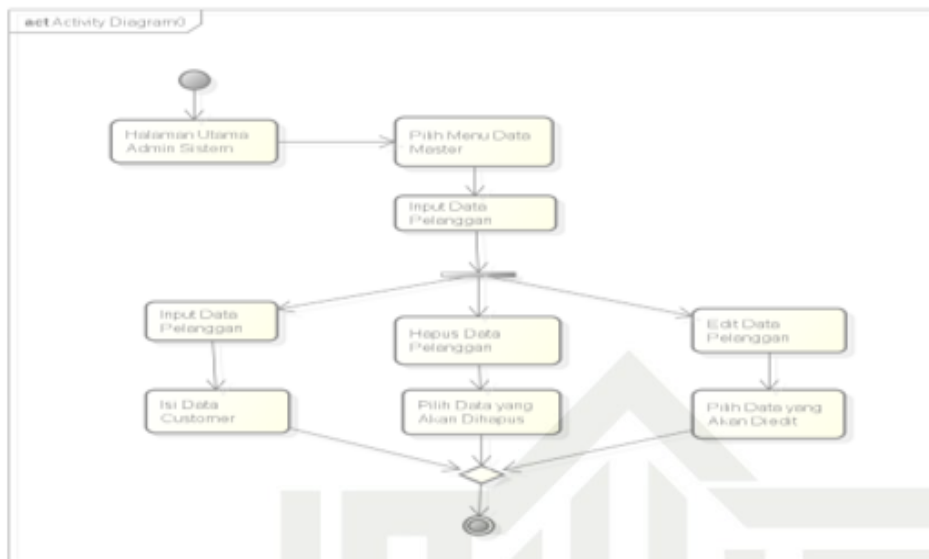 act Activity Diagram0
Halaman Utama
Admin Sistem
Pilih Menu Data
Master
Input Data
Pelanggan
Input Data
Pelanggan
Hapus Data
Pelanggan
Edit Data
Pelanggan
Isi Data
Customer
Pilih Data yang
Akan Dihapus
Pilih Data yang
Akan Diedit